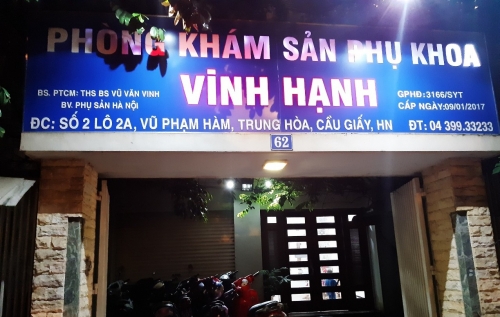 PHÒNG KHÁM SẢN PHỤ KHOA
VINH HẠNH
BS. PTCM: THS BS VŨ VĂN VINH
BV. PHỤ SẢN HÀ NỘI
GPHĐ:3166/SYT
CẤP NGÀY:09/01/2017
ĐC: SỐ 2 LÔ 2A, VŨ PHẠM HÀM, TRUNG HÒA, CẦU GIẤY, HN ĐT: 04 399.33233
62